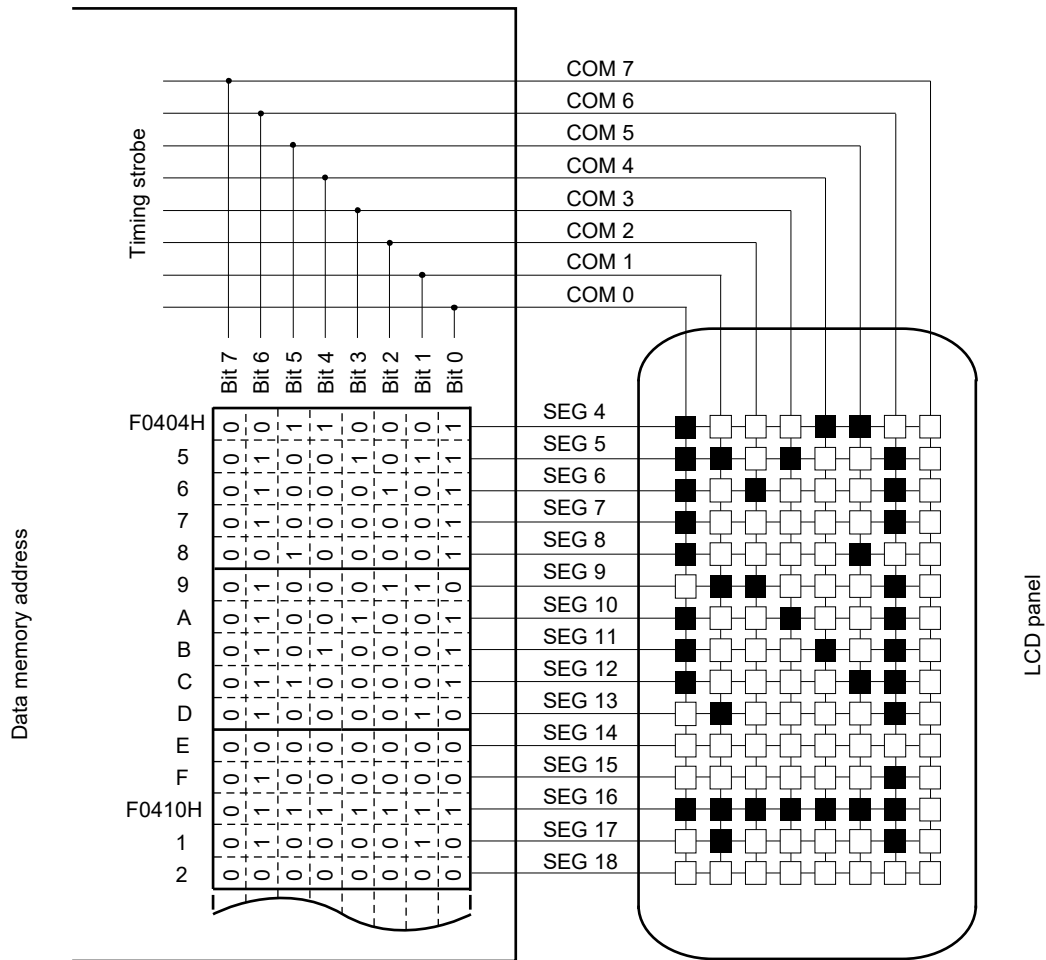 COM 7
COM 6
COM 5
COM 4
COM 3
COM 2
COM 1
COM 0
Timing strobe
Bit 7 Bit 6 Bit 5 Bit 4 Bit 3 Bit 2 Bit 1 Bit 0
Data memory address
F0404H 0 0 1 1 0 0 0 1 SEG 4
5 0 1 0 0 1 0 1 1 SEG 5
6 0 1 0 0 0 1 0 1 SEG 6
7 0 1 0 0 0 0 0 1 SEG 7
8 0 0 1 0 0 0 0 1 SEG 8
9 0 1 0 0 0 1 1 0 SEG 9
A 0 1 0 0 1 0 0 1 SEG 10
B 0 1 0 1 0 0 0 1 SEG 11
C 0 1 1 0 0 0 0 1 SEG 12
D 0 1 0 0 0 0 1 0 SEG 13
E 0 0 0 0 0 0 0 0 SEG 14
F 0 1 0 0 0 0 0 0 SEG 15
F0410H 0 1 1 1 1 1 1 1 SEG 16
1 0 1 0 0 0 0 1 0 SEG 17
2 0 0 0 0 0 0 0 0 SEG 18
LCD panel